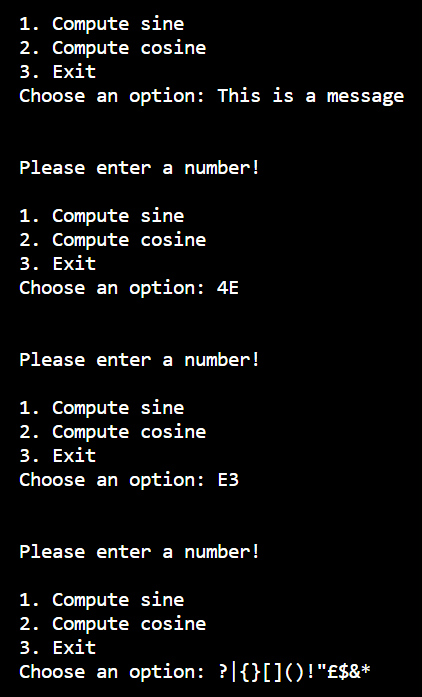 1. Compute sine
2. Compute cosine
3. Exit
Choose an option: This is a message
Please enter a number!
1. Compute sine
2. Compute cosine
3. Exit
Choose an option: 4E
Please enter a number!
1. Compute sine
2. Compute cosine
3. Exit
Choose an option: E3
Please enter a number!
1. Compute sine
2. Compute cosine
3. Exit
Choose an option: ?|{}[]()!"£$&*